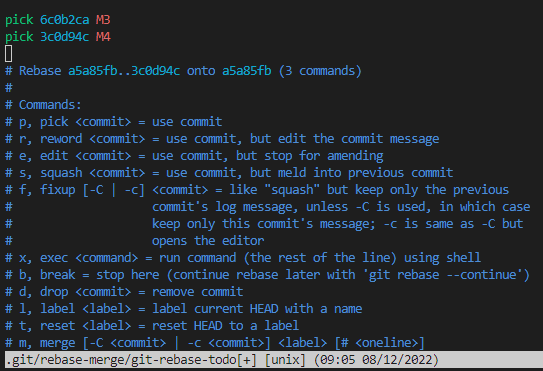 pick 6c0b2ca M3
pick 3c0d94c M4
# Rebase a5a85fb..3c0d94c onto a5a85fb (3 commands)
#
# Commands:
# p, pick <commit> = use commit
# r, reword <commit> = use commit, but edit the commit message
# e, edit <commit> = use commit, but stop for amending
# s, squash <commit> = use commit, but meld into previous commit
# f, fixup [-C | -c] <commit> = like "squash" but keep only the previous
#                    commit's log message, unless -C is used, in which case
#                    keep only this commit's message; -c is same as -C but
#                    opens the editor
# x, exec <command> = run command (the rest of the line) using shell
# b, break = stop here (continue rebase later with 'git rebase --continue')
# d, drop <commit> = remove commit
# l, label <label> = label current HEAD with a name
# t, reset <label> = reset HEAD to a label
# m, merge [-C <commit> | -c <commit>] <label> [# <oneline>]
.git/rebase-merge/git-rebase-todo[+] [unix] (09:05 08/12/2022)